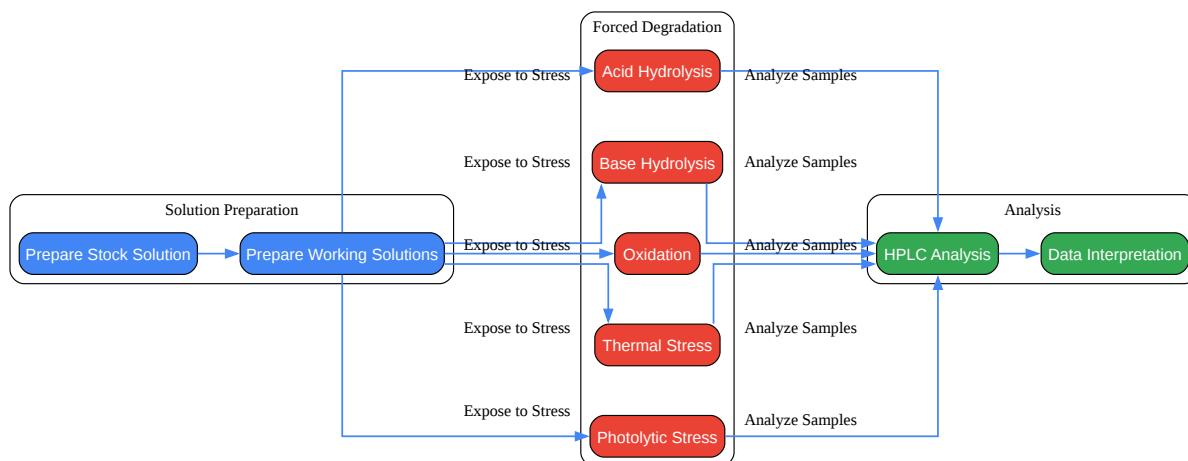 Forced Degradation
Expose to Stress
Acid Hydrolysis
Analyze Samples
Expose to Stress
Base Hydrolysis
Analyze Samples
Solution Preparation
Analysis
Prepare Stock Solution
Prepare Working Solutions
Expose to Stress
Oxidation
Analyze Samples
HPLC Analysis
Data Interpretation
Expose to Stress
Thermal Stress
Analyze Samples
Expose to Stress
Photolytic Stress
Analyze Samples